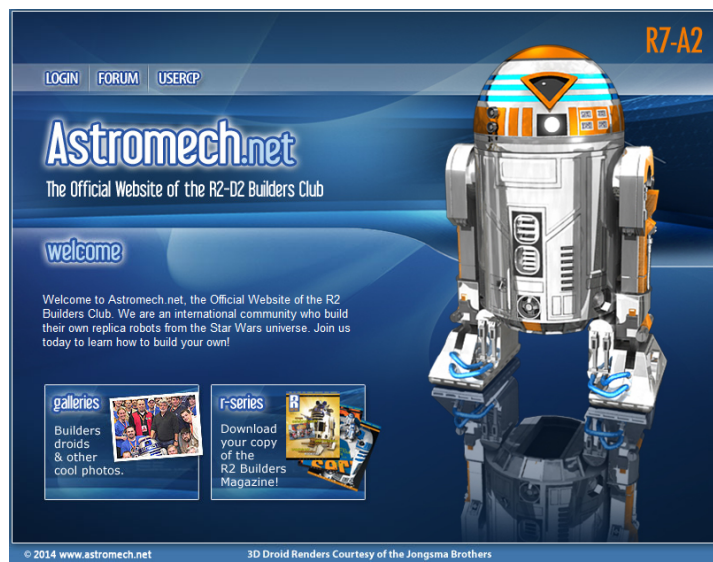 R7-A2
LOGIN FORUM USERCP
Astromech.net
The Official Website of the R2-D2 Builders Club
welcome
Welcome to Astromech.net, the Official Website of the R2
Builders Club. We are an international community who build
their own replica robots from the Star Wars universe. Join us
today to learn how to build your own!
galleries
Builders
droids
& other
cool photos.
r-series
Download
your copy
of the
R2 Builders
Magazine!
R
© 2014 www.astromech.net
3D Droid Renders Courtesy of the Jongsma Brothers